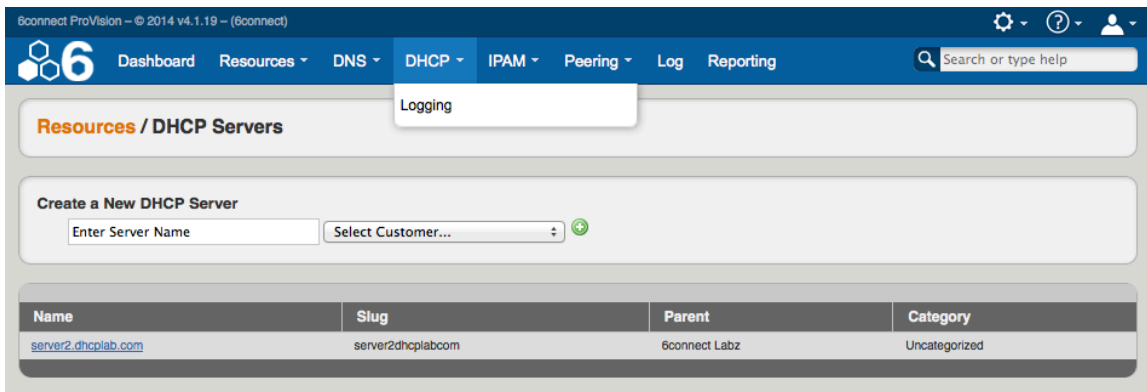 6connect ProVision – © 2014 v4.1.19 – (6connect)
6 Dashboard Resources DNS DHCP IPAM Peering Log Reporting Search or type help
Logging
Resources / DHCP Servers
Create a New DHCP Server
Enter Server Name Select Customer...
Name Slug Parent Category
server2.dhcplab.com server2dhcplabcom 6connect Labz Uncategorized